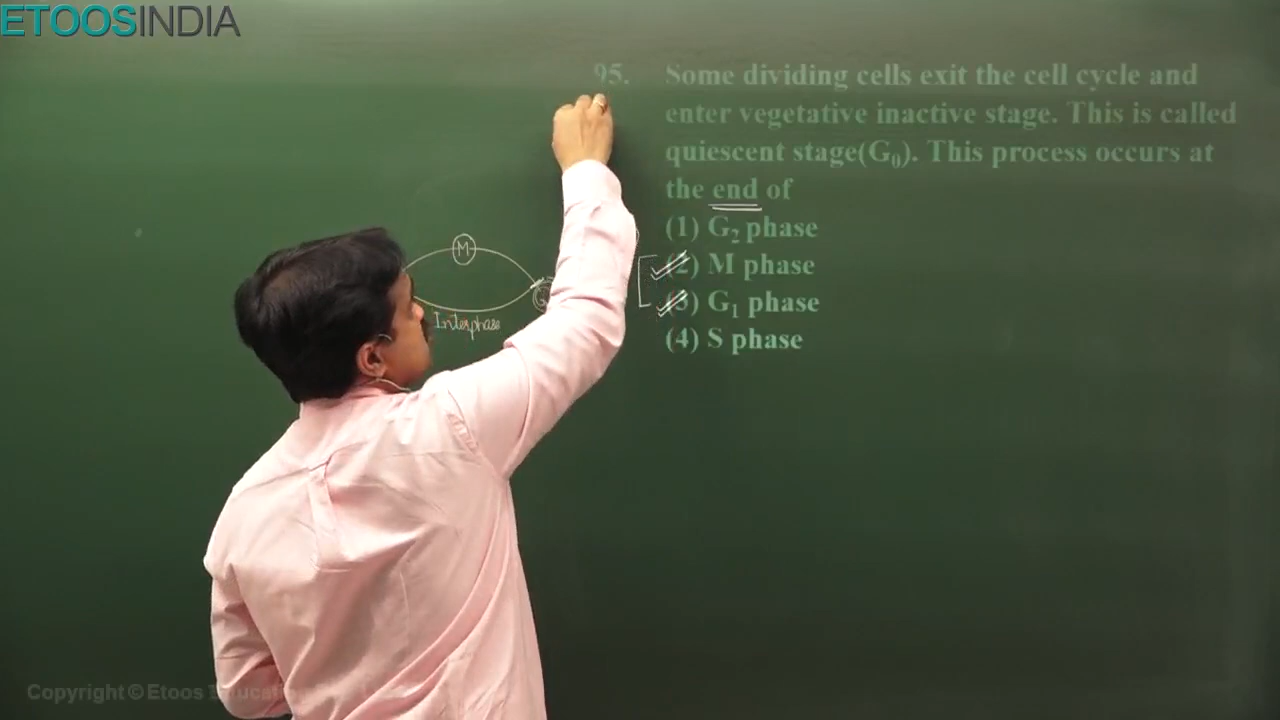 ETOOSINDIA
95. Some dividing cells exit the cell cycle and
enter vegetative inactive stage. This is called
quiescent stage(G₀). This process occurs at
the end of
(1) G₂ phase
(2) M phase
(3) G₁ phase
(4) S phase
M
Interphase
Copyright © Etoos